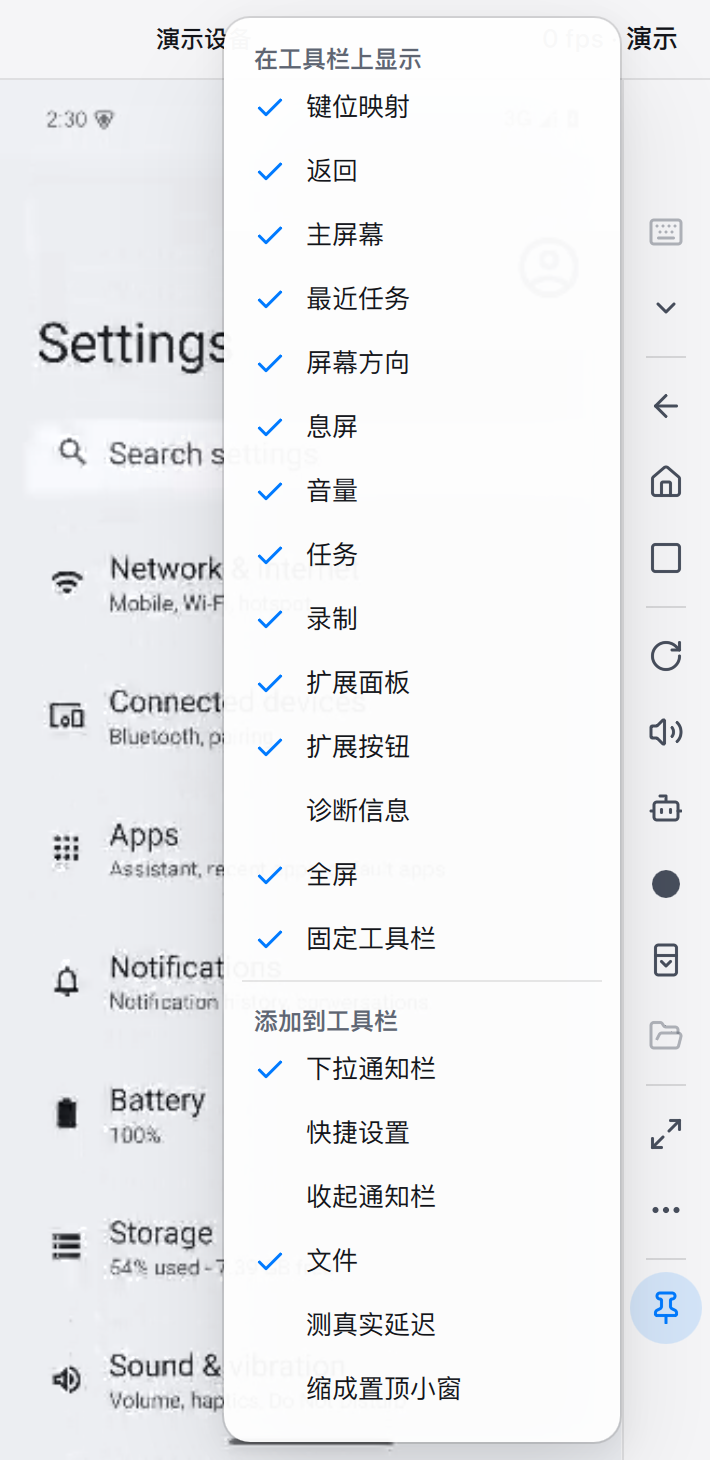 演示设备
0 fps
演示
2:30
在工具栏上显示
键位映射
返回
主屏幕
最近任务
屏幕方向
息屏
音量
任务
录制
扩展面板
扩展按钮
诊断信息
全屏
固定工具栏
添加到工具栏
下拉通知栏
快捷设置
收起通知栏
文件
测真实延迟
缩成置顶小窗
Settings
Search settings
Network & internet
Mobile, Wi-Fi, hotspot
Connected devices
Bluetooth, pairing
Apps
Assistant, recent apps, default apps
Notifications
Notification history, conversations
Battery
100%
Storage
54% used - 7
Sound & vibration
Volume, haptics, Do Not Disturb